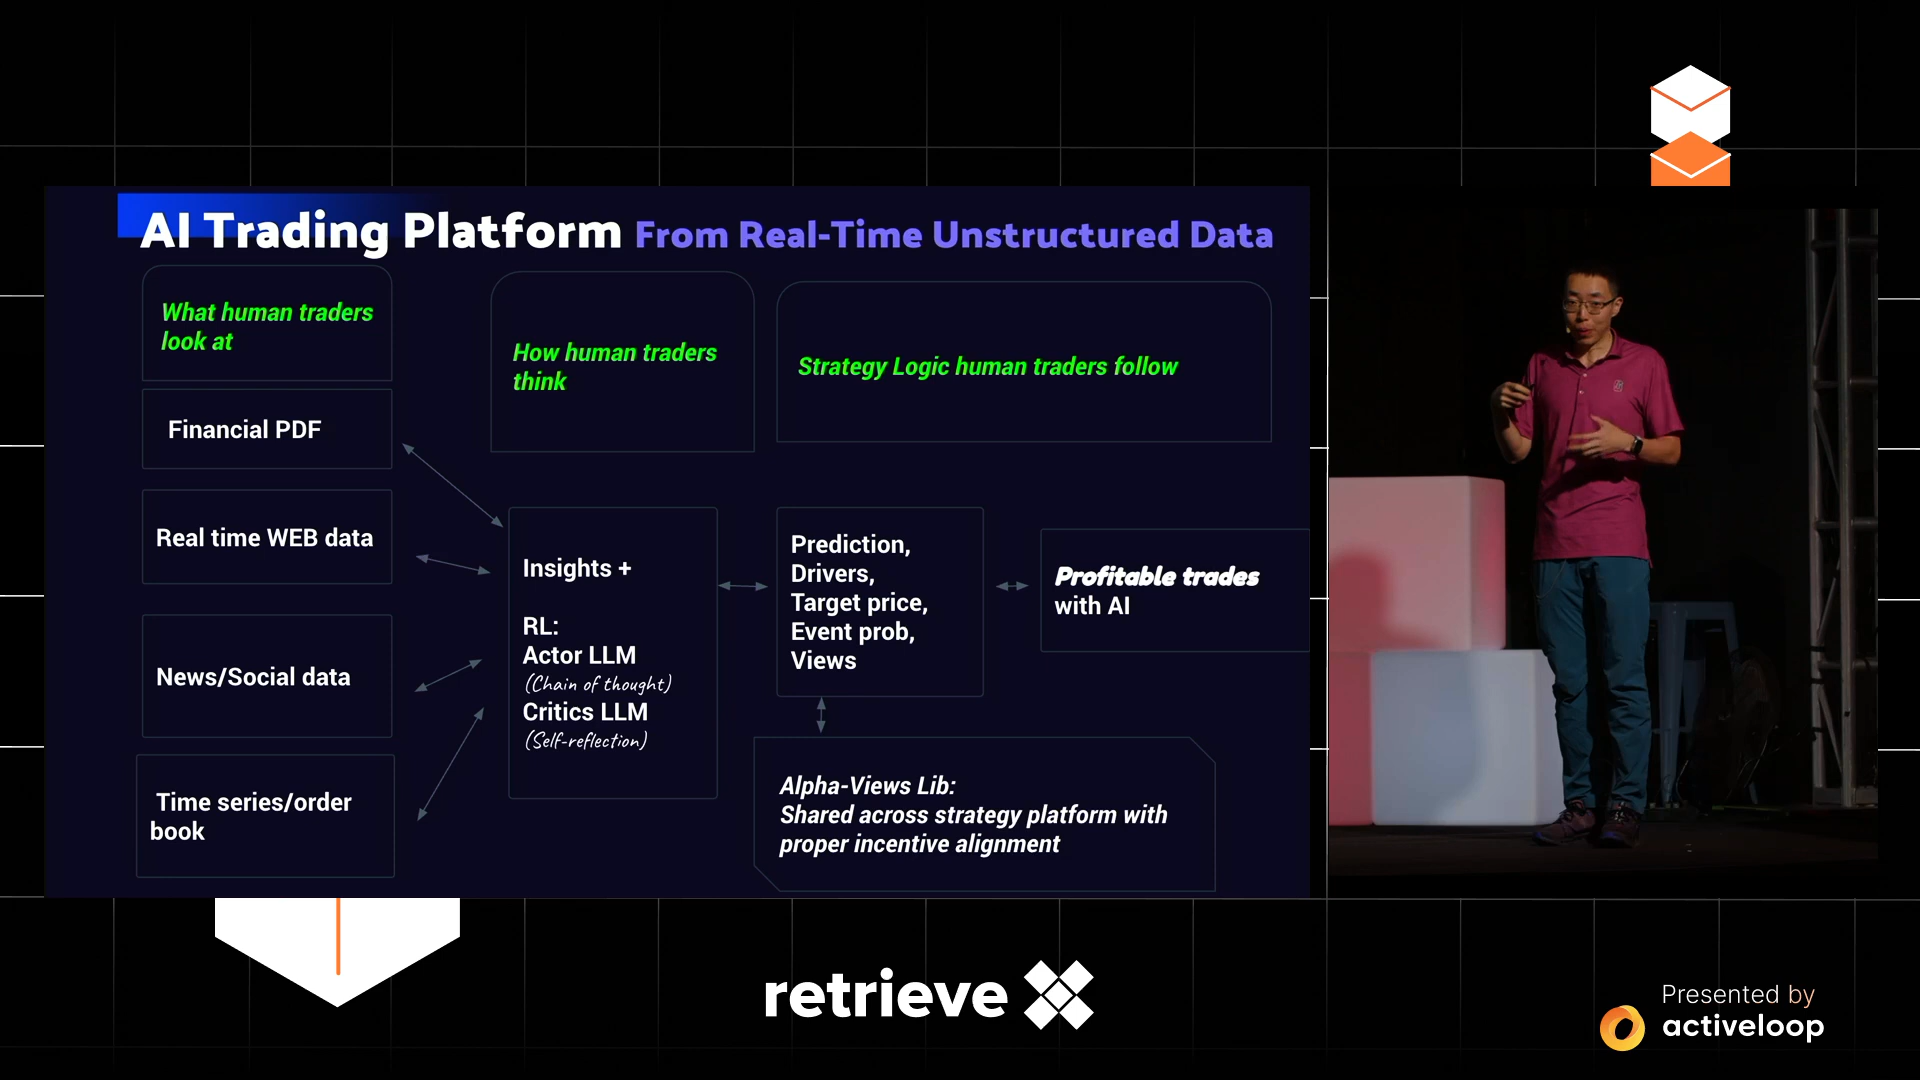 AI Trading Platform From Real-Time Unstructured Data
What human traders
look at
How human traders
think
Strategy Logic human traders follow
Financial PDF
Real time WEB data
News/Social data
Time series/order
book
Insights +
RL:
Actor LLM
(Chain of thought)
Critics LLM
(Self-reflection)
Prediction,
Drivers,
Target price,
Event prob,
Views
Profitable trades
with AI
Alpha-Views Lib:
Shared across strategy platform with
proper incentive alignment
retrieve
Presented by
activeloop